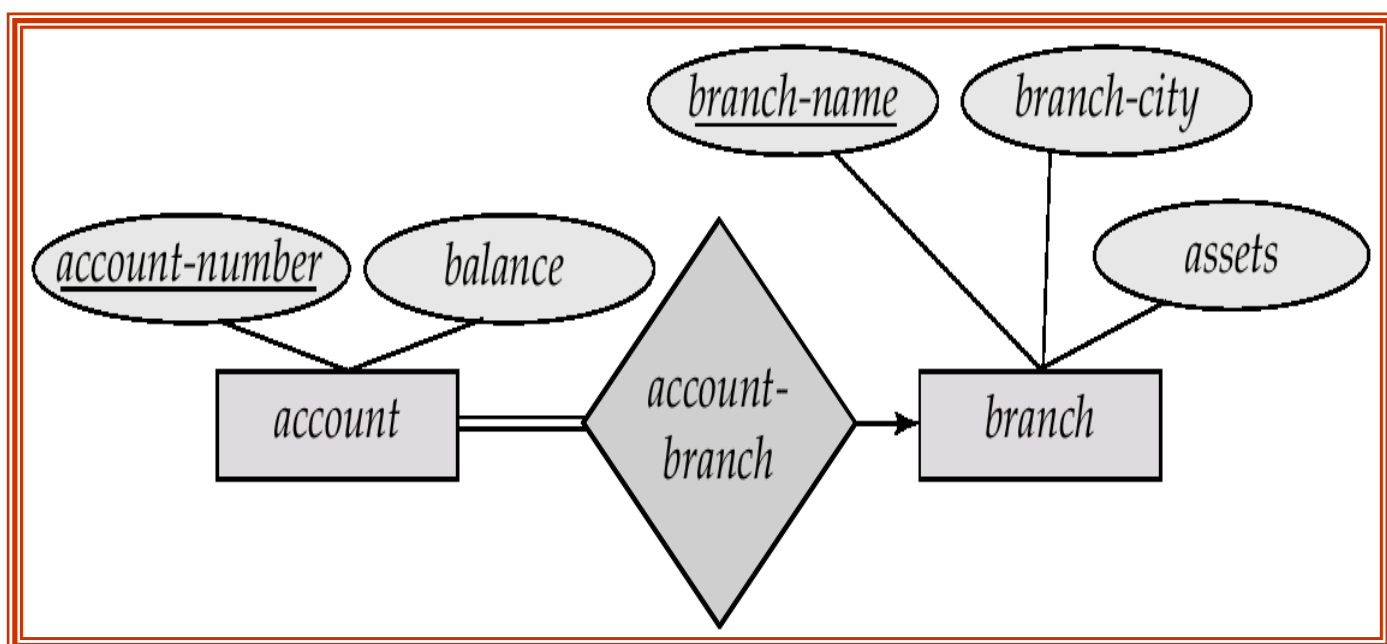 branch-name
branch-city
account-number
balance
assets
account
account-
branch
branch